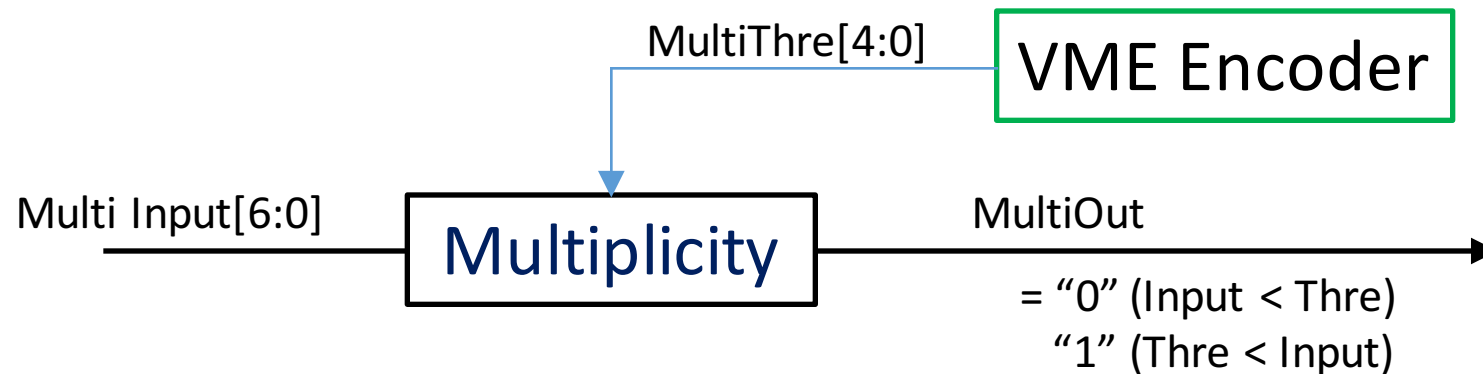 MultiThre[4:0]
VME Encoder
Multi Input[6:0]
Multiplicity
MultiOut
= “0” (Input < Thre)
“1” (Thre < Input)